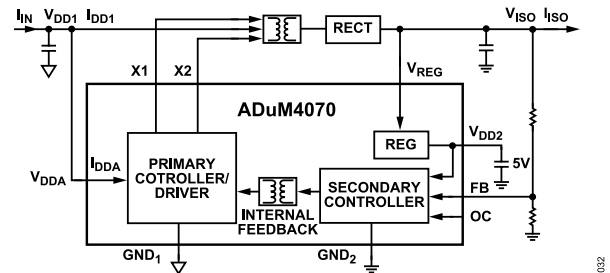 IIN VDD1 IDD1 VISO IISO
RECT
X1 X2 VREG
ADuM4070
REG VDD2
5V
VDDA IDDA PRIMARY
COTROLLER/
DRIVER
SECONDARY
CONTROLLER
FB
INTERNAL
FEEDBACK
OC
GND1 GND2
032